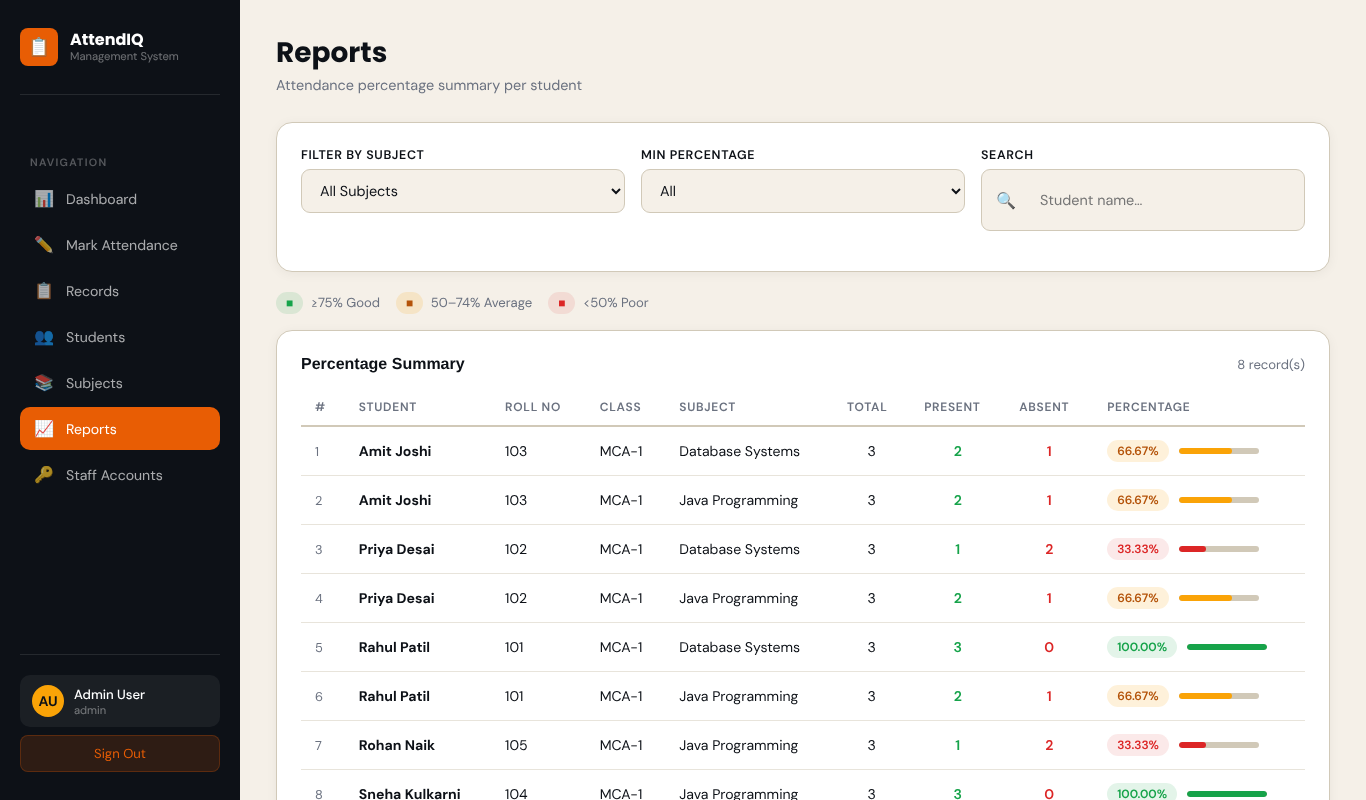 AttendIQ
Management System
NAVIGATION
Dashboard
Mark Attendance
Records
Students
Subjects
Reports
Staff Accounts
AU
Admin User
admin
Sign Out
Reports
Attendance percentage summary per student
FILTER BY SUBJECT MIN PERCENTAGE SEARCH
All Subjects All Student name...
≥75% Good 50–74% Average <50% Poor
Percentage Summary 8 record(s)
# STUDENT ROLL NO CLASS SUBJECT TOTAL PRESENT ABSENT PERCENTAGE
1 Amit Joshi 103 MCA-1 Database Systems 3 2 1 66.67%
2 Amit Joshi 103 MCA-1 Java Programming 3 2 1 66.67%
3 Priya Desai 102 MCA-1 Database Systems 3 1 2 33.33%
4 Priya Desai 102 MCA-1 Java Programming 3 2 1 66.67%
5 Rahul Patil 101 MCA-1 Database Systems 3 3 0 100.00%
6 Rahul Patil 101 MCA-1 Java Programming 3 2 1 66.67%
7 Rohan Naik 105 MCA-1 Java Programming 3 1 2 33.33%
8 Sneha Kulkarni 104 MCA-1 Java Programming 3 3 0 100.00%